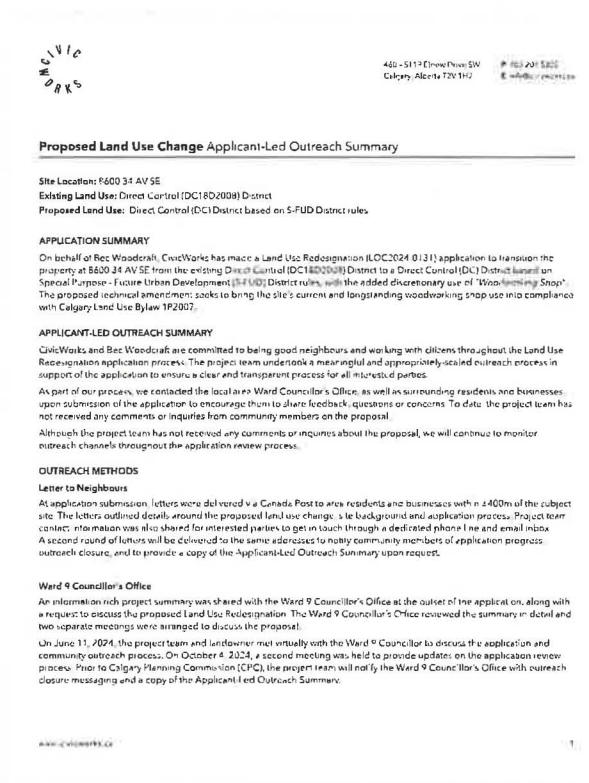 CIVICWORKS
460 - 5119 Elbow Drive SW
Calgary, Alberta T2V 1H2
Proposed Land Use Change Applicant-Led Outreach Summary
Site Location: 8600 34 AV SE
Existing Land Use: Direct Control (DC18D2008) District
Proposed Land Use: Direct Control (DC) District based on S-FUD District rules
APPLICATION SUMMARY
On behalf of Bec Woodcraft, CivicWorks has made a Land Use Redesignation (LOC2024-0131) application to transition the
property at 8600 34 AV SE from the existing Direct Control (DC18D2008) District to a Direct Control (DC) District based on
Special Purpose - Future Urban Development (S-FUD) District rules, with the added discretionary use of "Woodworking Shop".
The proposed technical amendment seeks to bring the site's current and longstanding woodworking shop use into compliance
with Calgary Land Use Bylaw 1P2007.
APPLICANT-LED OUTREACH SUMMARY
CivicWorks and Bec Woodcraft are committed to being good neighbours and working with citizens throughout the Land Use
Redesignation application process. The project team undertook a meaningful and appropriately-scaled outreach process in
support of the application to ensure a clear and transparent process for all interested parties.
As part of our process, we contacted the local area Ward Councillor's Office, as well as surrounding residents and businesses
upon submission of the application to encourage them to share feedback, questions or concerns. To date, the project team has
not received any comments or inquiries from community members on the proposal.
Although the project team has not received any comments or inquiries about the proposal, we will continue to monitor
outreach channels throughout the application review process.
OUTREACH METHODS
Letter to Neighbours
At application submission, letters were delivered via Canada Post to area residents and businesses within ±400m of the subject
site. The letters outlined details around the proposed land use change, site background and application process. Project team
contact information was also shared for interested parties to get in touch through a dedicated phone line and email inbox.
A second round of letters will be delivered to the same addresses to notify community members of application progress,
outreach closure, and to provide a copy of the Applicant-Led Outreach Summary upon request.
Ward 9 Councillor's Office
An information rich project summary was shared with the Ward 9 Councillor's Office at the outset of the application, along with
a request to discuss the proposed Land Use Redesignation. The Ward 9 Councillor's Office reviewed the summary in detail and
two separate meetings were arranged to discuss the proposal.
On June 11, 2024, the project team and landowner met virtually with the Ward 9 Councillor to discuss the application and
community outreach process. On October 4, 2024, a second meeting was held to provide updates on the application review
process. Prior to Calgary Planning Commission (CPC), the project team will notify the Ward 9 Councillor's Office with outreach
closure messaging and a copy of the Applicant-Led Outreach Summary.
www.civicworks.ca
1